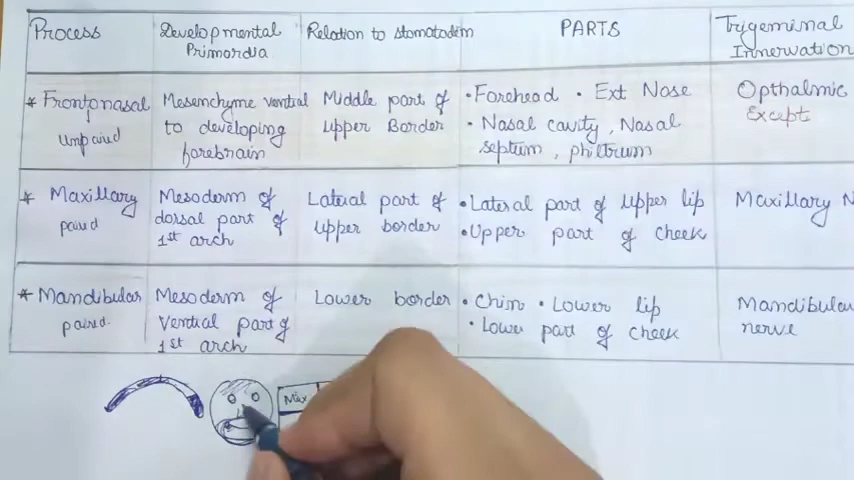 Process
Developmental
Primordia
Relation to stomatodem
PARTS
Trigeminal
Innervation
* Frontonasal
unpaired
Mesenchyme ventral
to developing
forebrain
Middle part of
upper Border
• Forehead • Ext Nose
• Nasal cavity, Nasal
septum, philtrum
Opthalmic
Except
* Maxillary
paired
Mesoderm of
dorsal part of
1st arch
Lateral part of
upper border
• Lateral part of upper lip
• Upper part of cheek
Maxillary N
* Mandibular
paired.
Mesoderm of
Ventral part of
1st arch
Lower border
• Chin • Lower lip
• Lower part of cheek
Mandibular
nerve